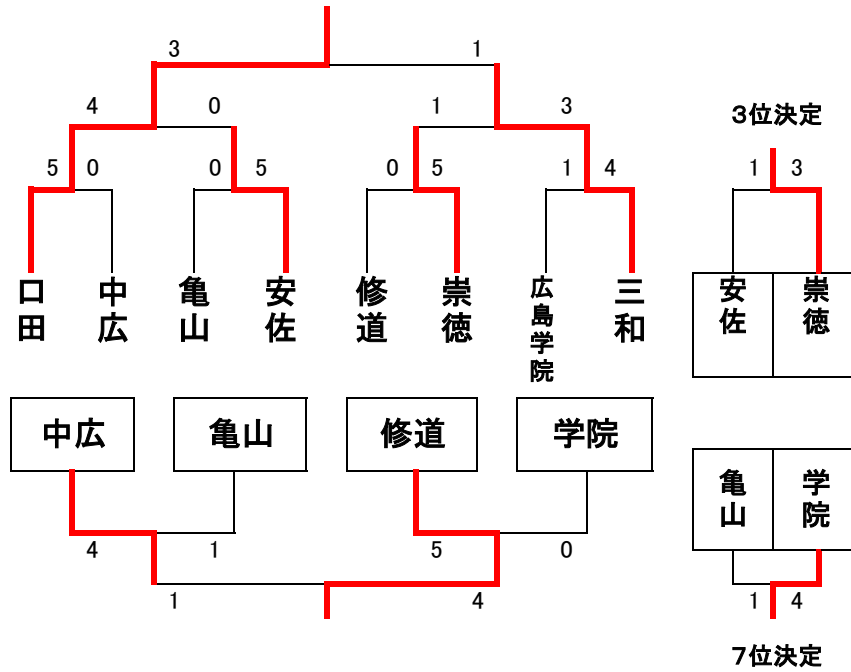 3 1
4 0 1 3
3位決定
5 0 0 5 0 5 1 4 1 3
口田 中広 亀山 安佐 修道 崇徳 広島学院 三和 安佐 崇徳
中広 亀山 修道 学院
亀山 学院
4 1 5 0
1 4 1 4
7位決定